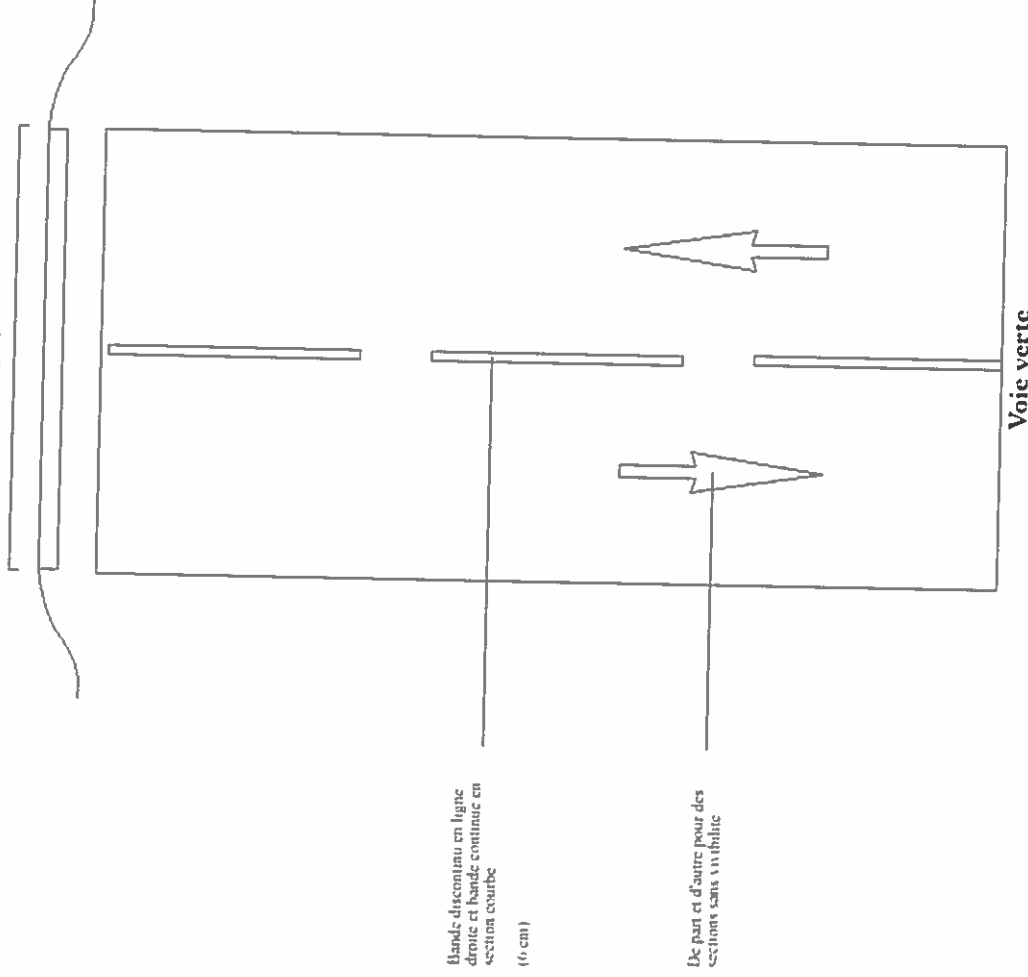 Bande discontinu en ligne
droite et bande continue en
section courbe
(6 cm)
De part et d'autre pour des
sections sans visibilite
Voie verte